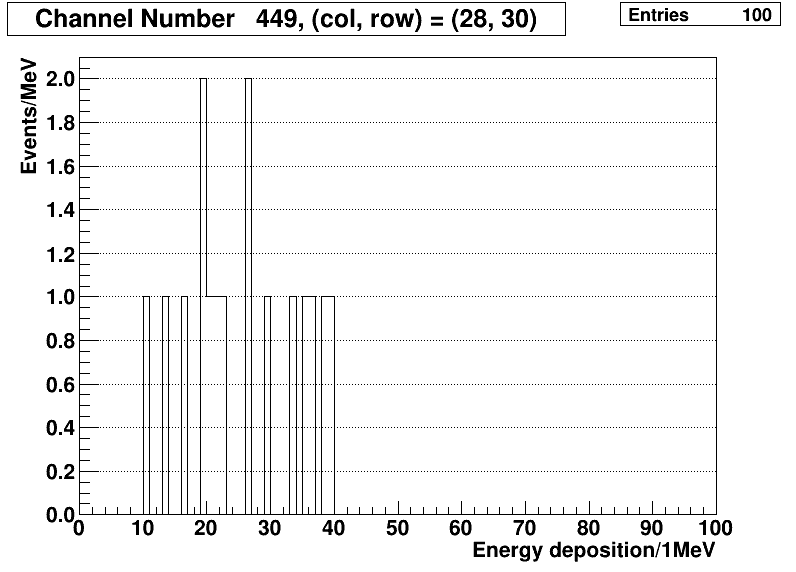 Channel Number 449, (col, row) = (28, 30)
Entries 100
Events/MeV
2.0
1.8
1.6
1.4
1.2
1.0
0.8
0.6
0.4
0.2
0.0
0 10 20 30 40 50 60 70 80 90 100
Energy deposition/1MeV